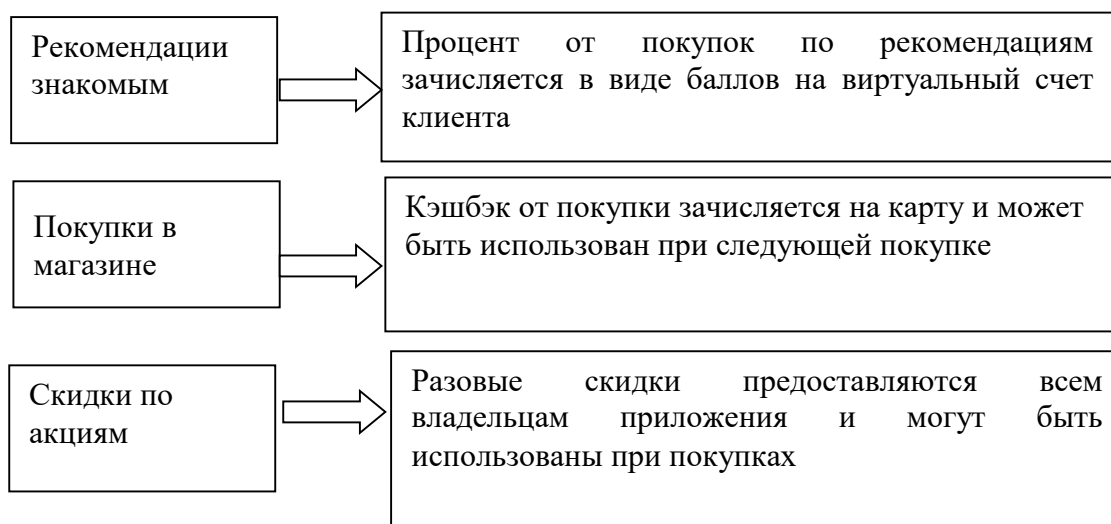 Рекомендации
знакомым
Процент от покупок по рекомендациям
зачисляется в виде баллов на виртуальный счет
клиента
Покупки в
магазине
Кэшбэк от покупки зачисляется на карту и может
быть использован при следующей покупке
Скидки по
акциям
Разовые скидки предоставляются всем
владельцам приложения и могут быть
использованы при покупках